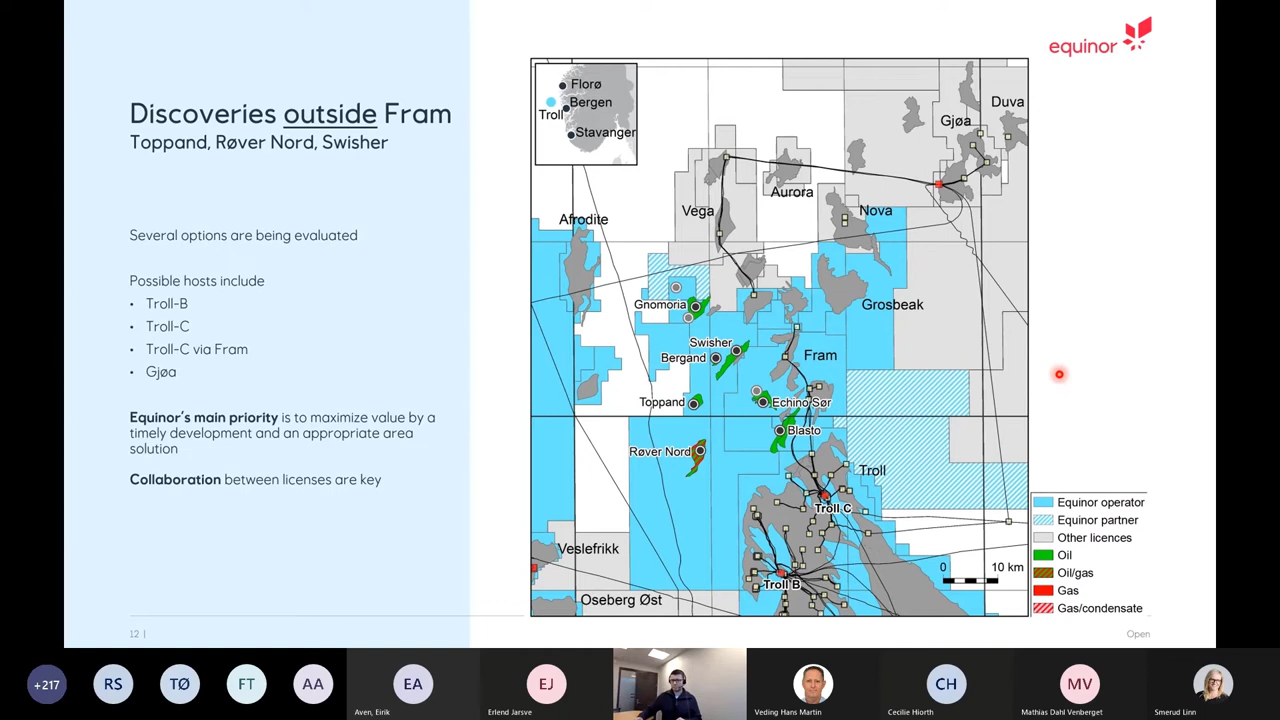 equinor
Discoveries outside Fram
Toppand, Røver Nord, Swisher
Several options are being evaluated
Possible hosts include
• Troll-B
• Troll-C
• Troll-C via Fram
• Gjøa
Equinor's main priority is to maximize value by a
timely development and an appropriate area
solution
Collaboration between licenses are key
12 |
Florø
Bergen
Troll
Stavanger
Duva
Gjøa
Aurora
Vega
Nova
Afrodite
Gnomoria
Grosbeak
Swisher
Bergand
Fram
Toppand
Echino Sør
Blasto
Røver Nord
Troll
Troll C
Veslefrikk
Troll B
Oseberg Øst
0 10 km
Equinor operator
Equinor partner
Other licences
Oil
Oil/gas
Gas
Gas/condensate
Open
+217
RS
TØ
FT
AA
EA
Aven, Eirik
EJ
Erlend Jarsve
Veding Hans Martin
CH
Cecilie Hiorth
MV
Mathias Dahl Venberget
Smerud Linn